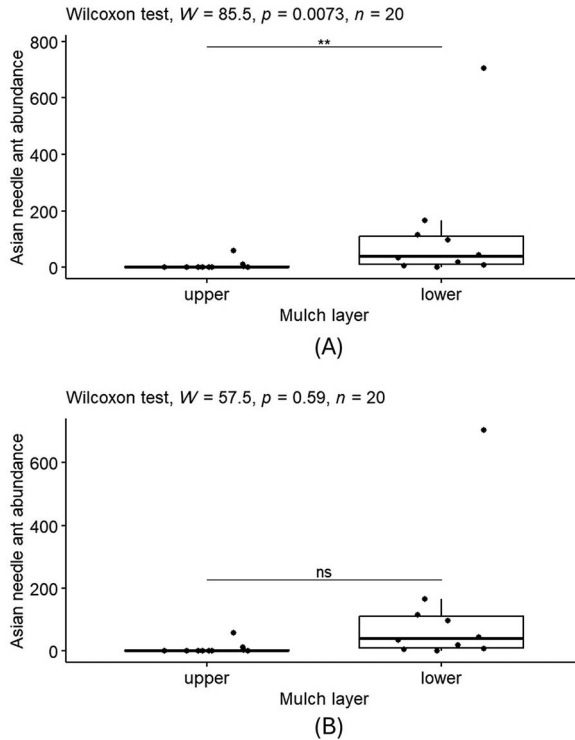 Wilcoxon test, W = 85.5, p = 0.0073, n = 20
800
**
600
400
200
0
Asian needle ant abundance
upper
lower
Mulch layer
(A)
Wilcoxon test, W = 57.5, p = 0.59, n = 20
600
400
ns
200
0
Asian needle ant abundance
upper
lower
Mulch layer
(B)